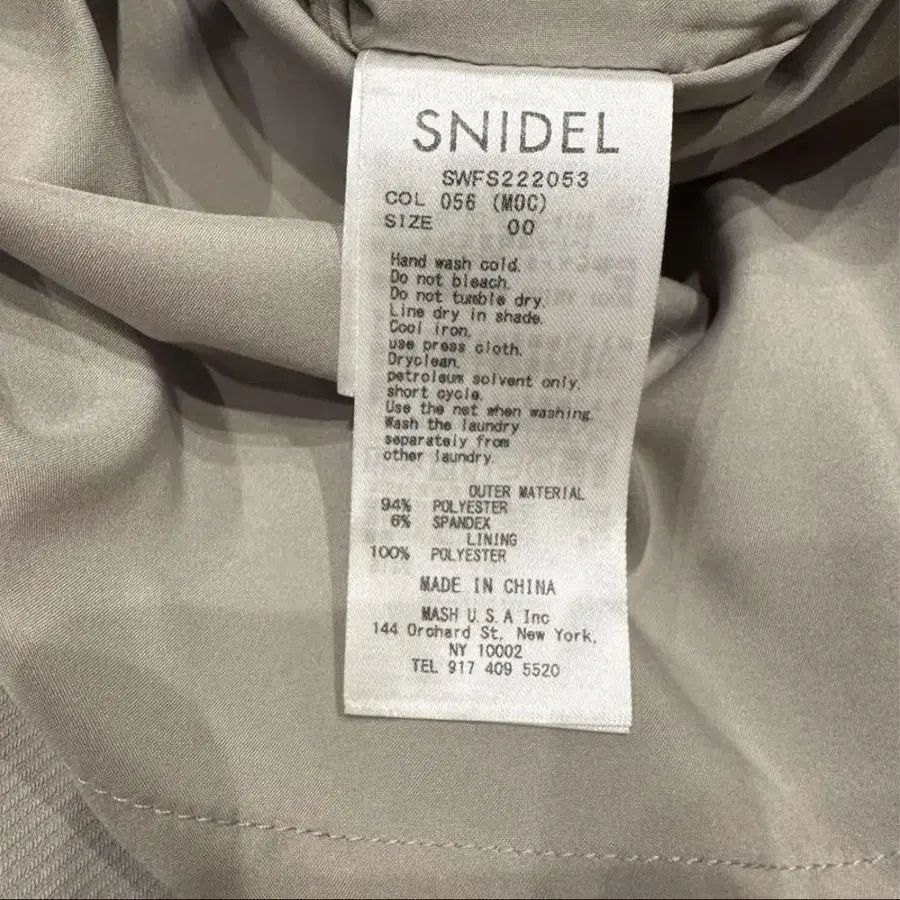 SNIDEL
SWFS222053
COL 056 (MOC)
SIZE 00
Hand wash cold.
Do not bleach.
Do not tumble dry.
Line dry in shade.
Cool iron,
use press cloth.
Dryclean,
petroleum solvent only,
short cycle.
Use the net when washing.
Wash the laundry
separately from
other laundry.
OUTER MATERIAL
94% POLYESTER
6% SPANDEX
LINING
100% POLYESTER
MADE IN CHINA
MASH U.S.A Inc
144 Orchard St, New York,
NY 10002
TEL 917 409 5520